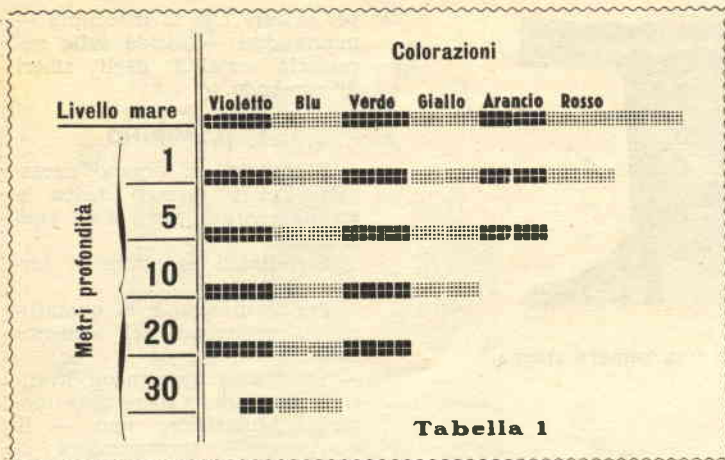 Colorazioni
Livello mare Violetto Blu Verde Giallo Arancio Rosso
Metri profondità
1
5
10
20
30
Tabella 1